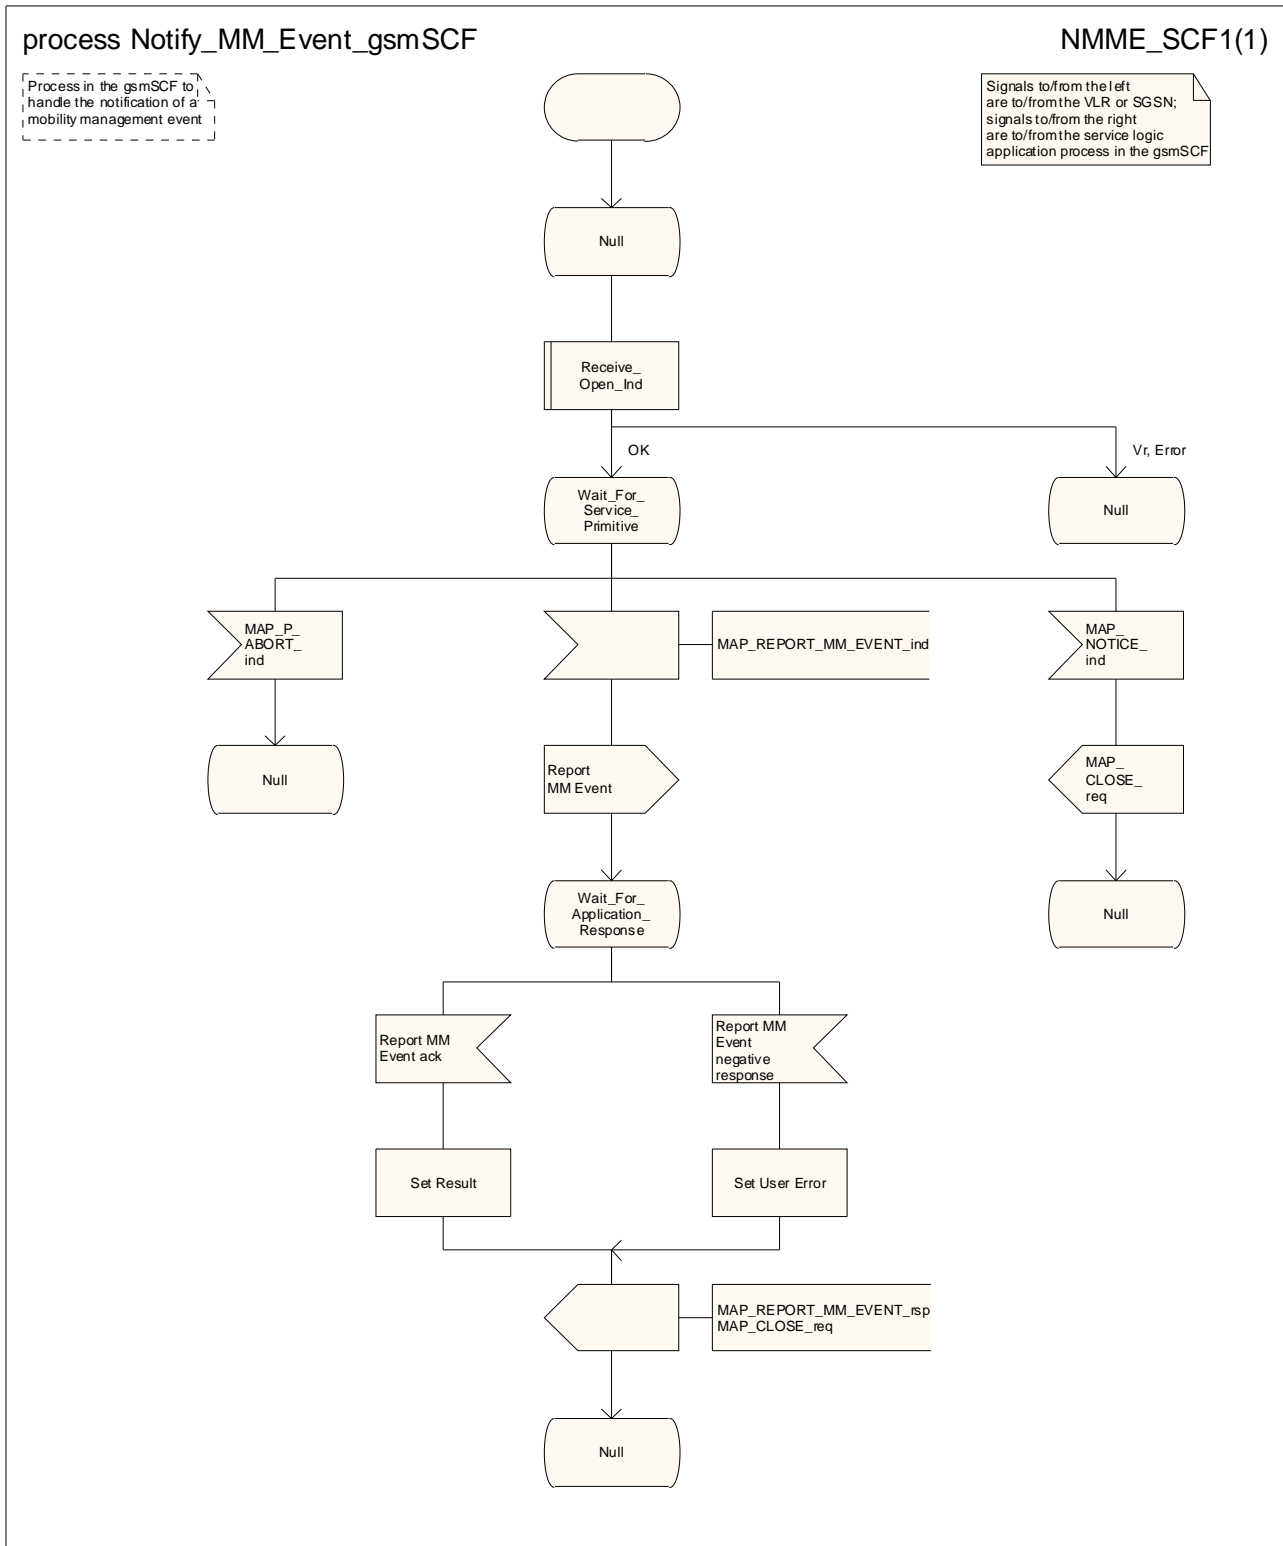 process Notify_MM_Event_gsmSCF
NMME_SCF1(1)
Process in the gsmSCF to
handle the notification of a
mobility management event
Signals to/from the left
are to/from the VLR or SGSN;
signals to/from the right
are to/from the service logic
application process in the gsmSCF
Null
Receive_
Open_Ind
OK
Vr, Error
Wait_For_
Service_
Primitive
Null
MAP_P_
ABORT_
ind
MAP_REPORT_MM_EVENT_ind
MAP_
NOTICE_
ind
Null
Report
MM Event
MAP_
CLOSE_
req
Wait_For_
Application_
Response
Null
Report MM
Event ack
Report MM
Event
negative
response
Set Result
Set User Error
MAP_REPORT_MM_EVENT_rsp
MAP_CLOSE_req
Null